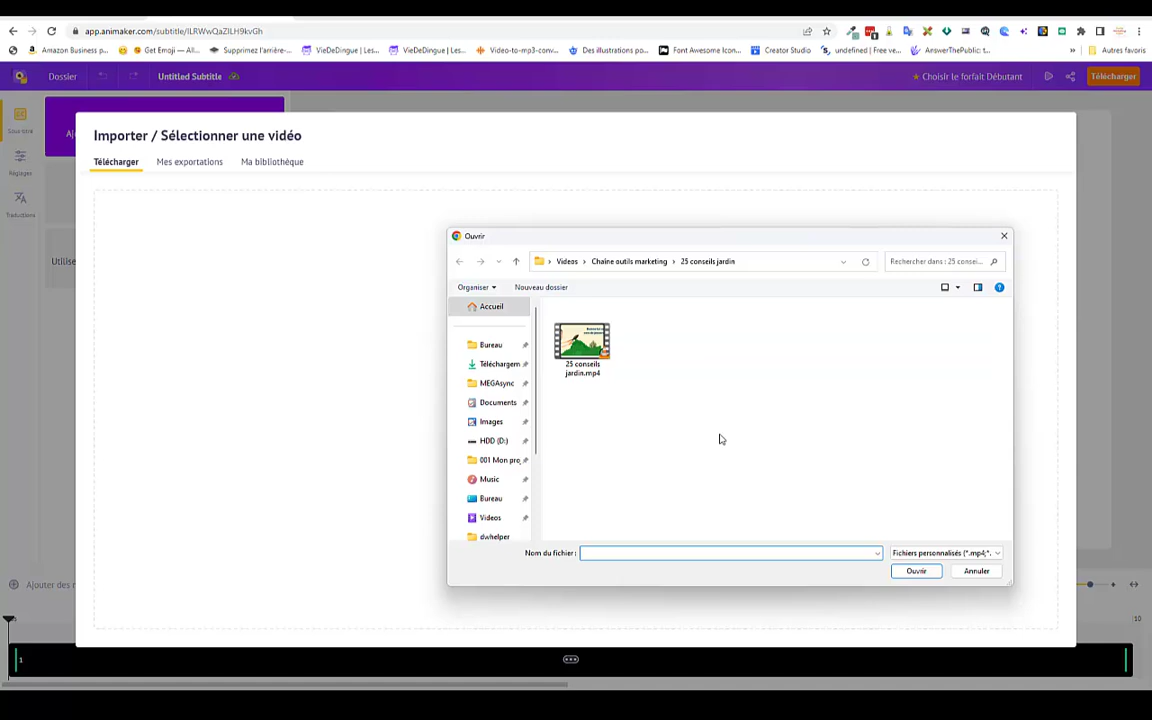 app.animaker.com/subtitle/ILRWwQaZILH9kvGh
Amazon Business p...
Get Emoji — All...
Supprimez l'arrière-...
VieDeDingue | Les...
VieDeDingue | Les...
Video-to-mp3-conv...
Des illustrations po...
Font Awesome Icon...
Creator Studio
undefined | Free ve...
AnswerThePublic: t...
»
Autres favoris
Dossier
Untitled Subtitle
★ Choisir le forfait Débutant
Télécharger
Importer / Sélectionner une vidéo
Télécharger
Mes exportations
Ma bibliothèque
Réglages
Traductions
Utilise
Ouvrir
Videos > Chaîne outils marketing > 25 conseils jardin
Rechercher dans : 25 consei...
Organiser
Nouveau dossier
Accueil
Bureau
Téléchargem
MEGAsync
Documents
Images
HDD (D:)
001 Mon pro
Music
Bureau
Videos
dwhelper
25 conseils
jardin.mp4
Nom du fichier :
Fichiers personnalisés (*.mp4;*.
Ouvrir
Annuler
Ajouter des
10
1